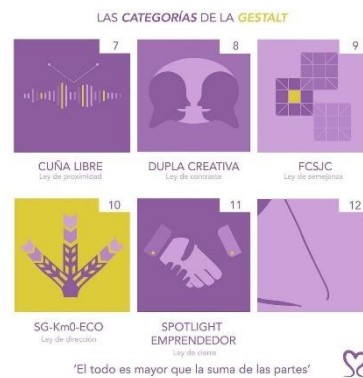 LAS CATEGORÍAS DE LA GESTALT
7
8
9
CUÑA LIBRE
Ley de proximidad
DUPLA CREATIVA
Ley de contraste
FCSJC
Ley de semejanza
10
11
12
SG-Km0-ECO
Ley de dirección
SPOTLIGHT
EMPRENDEDOR
Ley de cierre
'El todo es mayor que la suma de las partes'